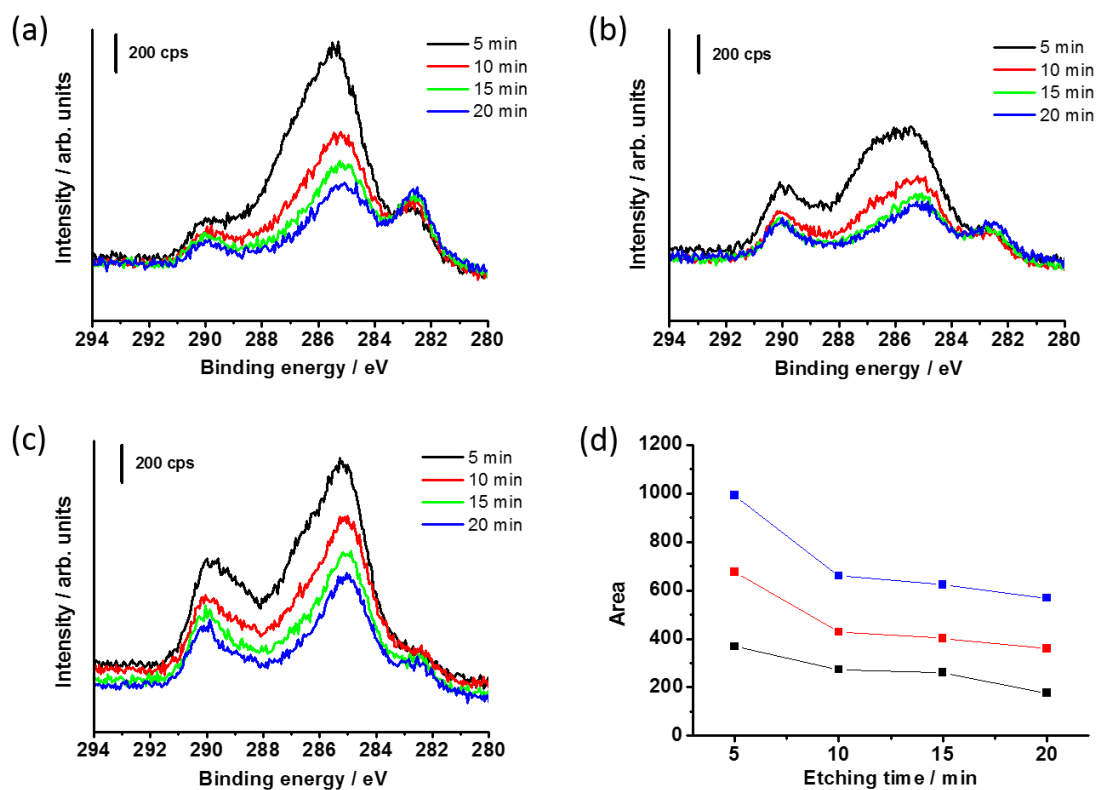 (a)
200 cps
5 min
10 min
15 min
20 min
Intensity / arb. units
294 292 290 288 286 284 282 280
Binding energy / eV
(b)
200 cps
5 min
10 min
15 min
20 min
Intensity / arb. units
294 292 290 288 286 284 282 280
Binding energy / eV
(c)
200 cps
5 min
10 min
15 min
20 min
Intensity / arb. units
294 292 290 288 286 284 282 280
Binding energy / eV
(d)
1200
1000
800
600
400
200
0
Area
5 10 15 20
Etching time / min